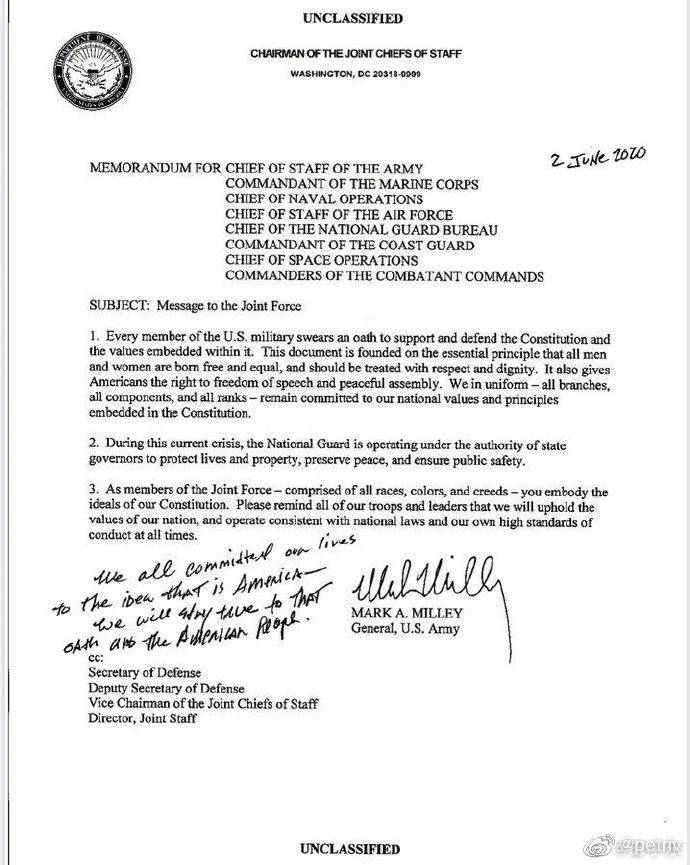 UNCLASSIFIED
CHAIRMAN OF THE JOINT CHIEFS OF STAFF
WASHINGTON, DC 20318-9999
2 June 2020
MEMORANDUM FOR CHIEF OF STAFF OF THE ARMY
COMMANDANT OF THE MARINE CORPS
CHIEF OF NAVAL OPERATIONS
CHIEF OF STAFF OF THE AIR FORCE
CHIEF OF THE NATIONAL GUARD BUREAU
COMMANDANT OF THE COAST GUARD
CHIEF OF SPACE OPERATIONS
COMMANDERS OF THE COMBATANT COMMANDS
SUBJECT: Message to the Joint Force
1. Every member of the U.S. military swears an oath to support and defend the Constitution and
the values embedded within it. This document is founded on the essential principle that all men
and women are born free and equal, and should be treated with respect and dignity. It also gives
Americans the right to freedom of speech and peaceful assembly. We in uniform – all branches,
all components, and all ranks – remain committed to our national values and principles
embedded in the Constitution.
2. During this current crisis, the National Guard is operating under the authority of state
governors to protect lives and property, preserve peace, and ensure public safety.
3. As members of the Joint Force – comprised of all races, colors, and creeds – you embody the
ideals of our Constitution. Please remind all of our troops and leaders that we will uphold the
values of our nation, and operate consistent with national laws and our own high standards of
conduct at all times.
We all committed our lives
to the idea that is America –
we will stay true to that
oath and the American people.
MARK A. MILLEY
General, U.S. Army
cc:
Secretary of Defense
Deputy Secretary of Defense
Vice Chairman of the Joint Chiefs of Staff
Director, Joint Staff
UNCLASSIFIED